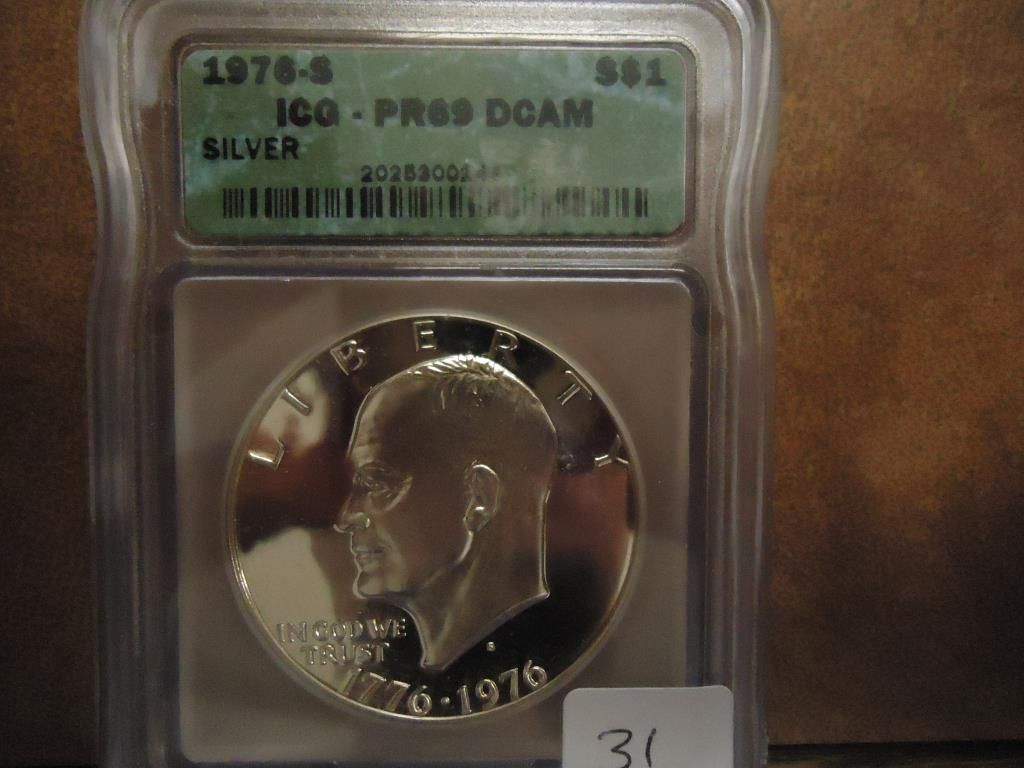 1976-S S$1
ICG - PR69 DCAM
SILVER
LIBERTY
IN GOD WE
TRUST
S
1776·1976
31